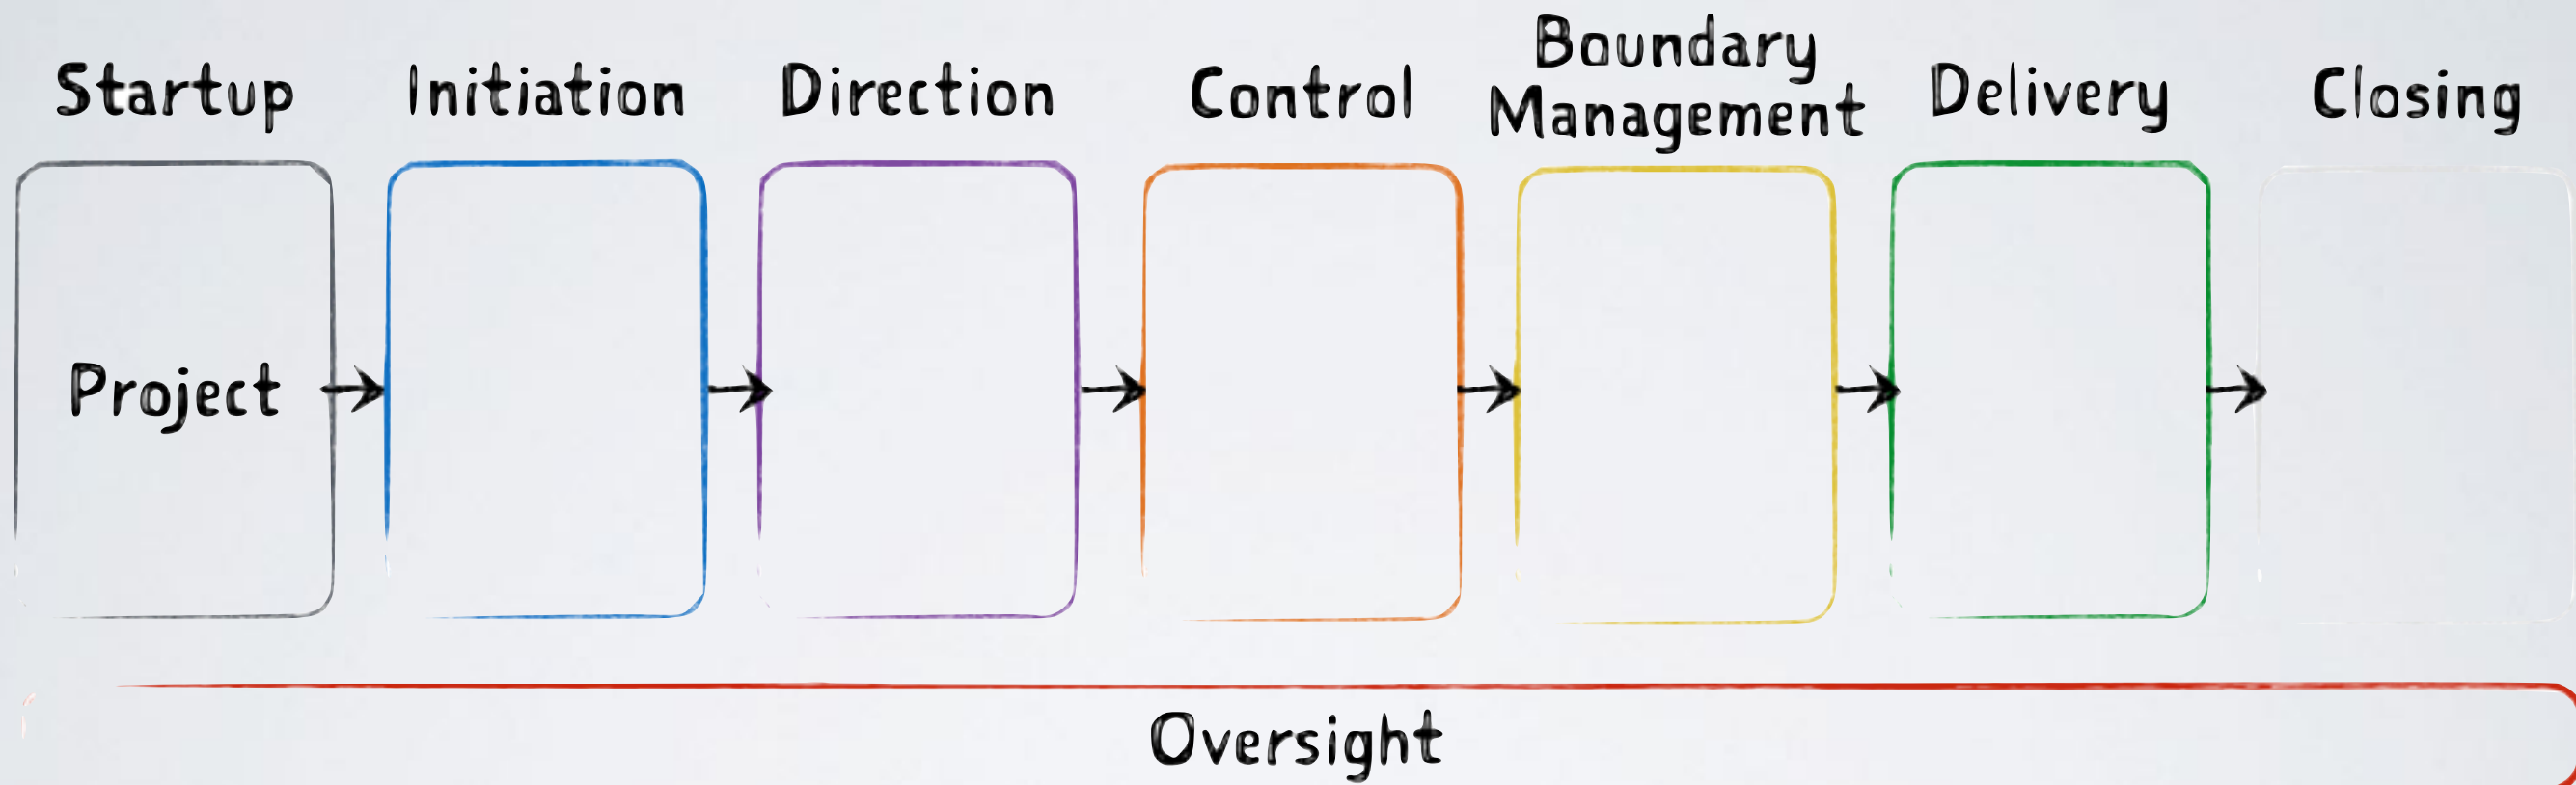 Startup
Initiation
Direction
Control
Boundary
Management
Delivery
Closing
Project
Oversight